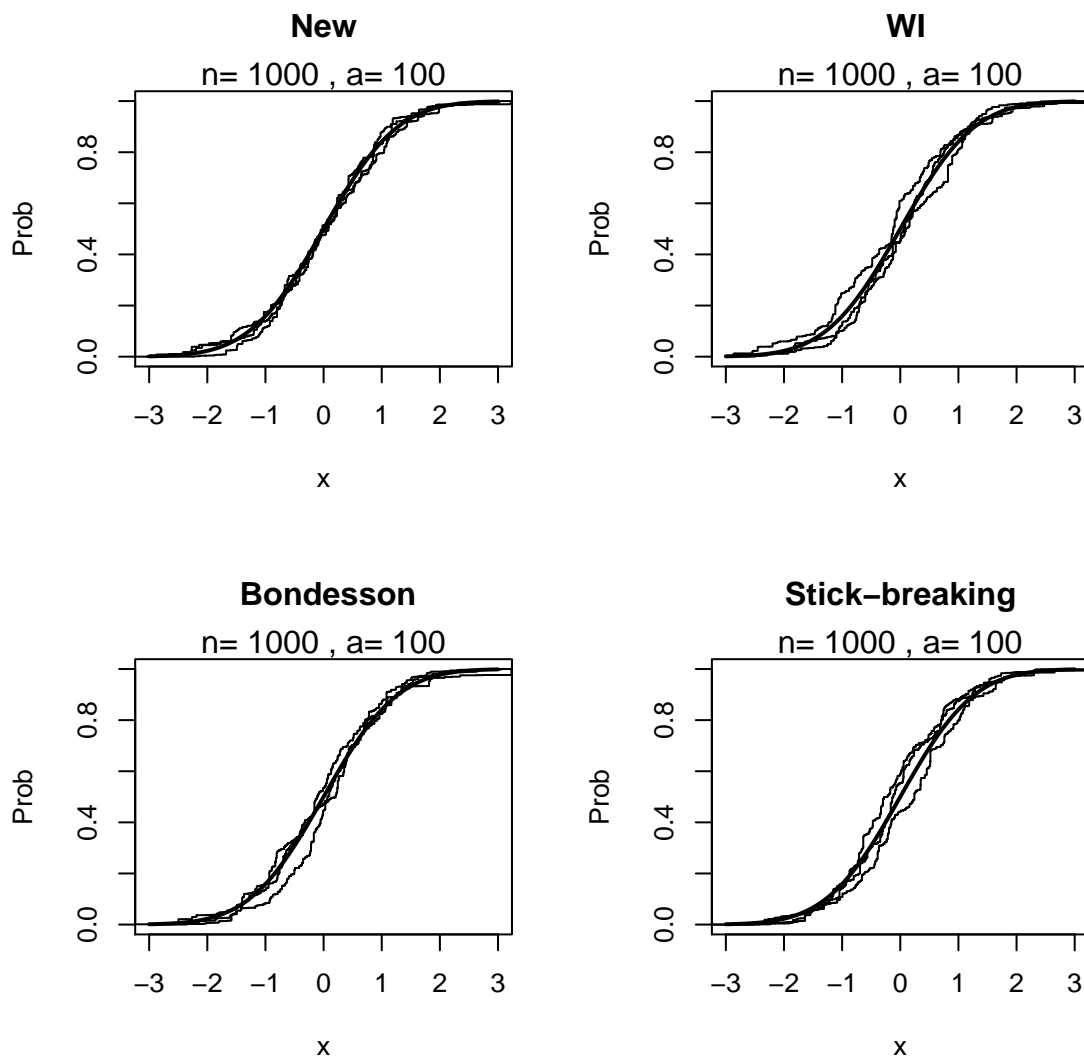 New
n= 1000 , a= 100
Prob
0.0 0.4 0.8
−3 −2 −1 0 1 2 3
x
WI
n= 1000 , a= 100
Prob
0.0 0.4 0.8
−3 −2 −1 0 1 2 3
x
Bondesson
n= 1000 , a= 100
Prob
0.0 0.4 0.8
−3 −2 −1 0 1 2 3
x
Stick−breaking
n= 1000 , a= 100
Prob
0.0 0.4 0.8
−3 −2 −1 0 1 2 3
x